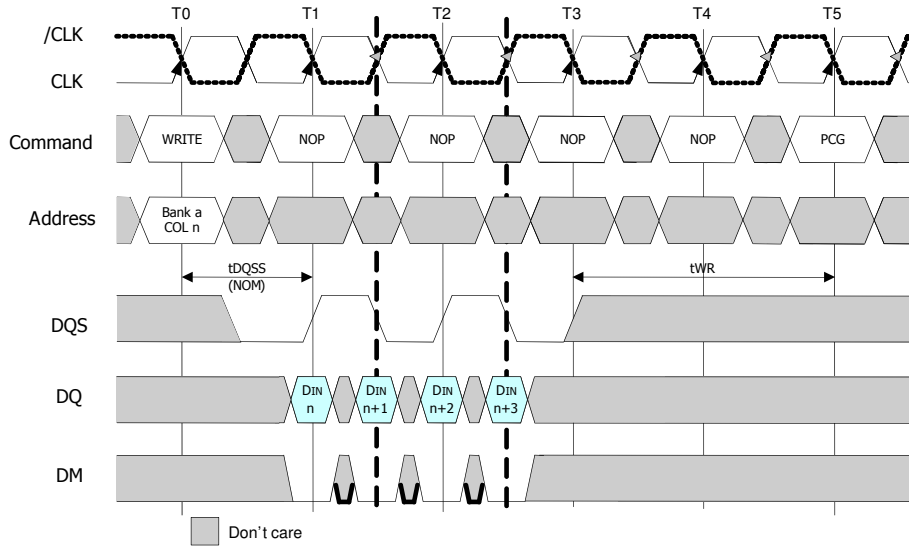 T0 T1 T2 T3 T4 T5
/CLK
CLK
Command WRITE NOP NOP NOP NOP PCG
Address Bank a
COL n
tDQSS
(NOM)
tWR
DQS
DQ DIN
n
DIN
n+1
DIN
n+2
DIN
n+3
DM
Don't care